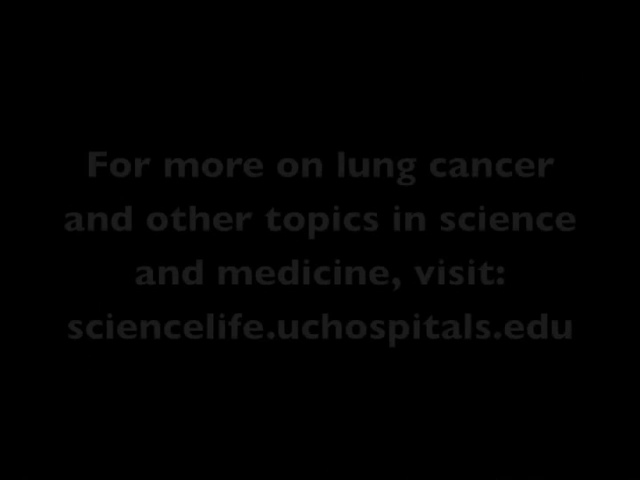 For more on lung cancer
and other topics in science
and medicine, visit:
sciencelife.uchospitals.edu